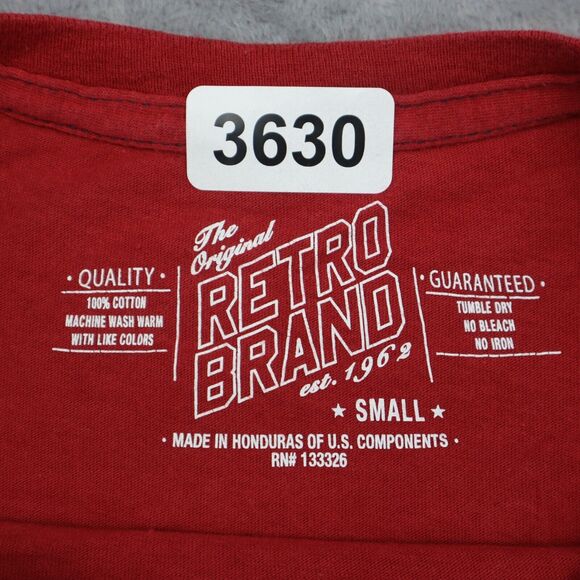 3630
The
Original
RETRO
BRAND
est. 1962
· QUALITY ·
100% COTTON
MACHINE WASH WARM
WITH LIKE COLORS
· GUARANTEED ·
TUMBLE DRY
NO BLEACH
NO IRON
★ SMALL ★
· MADE IN HONDURAS OF U.S. COMPONENTS ·
RN# 133326